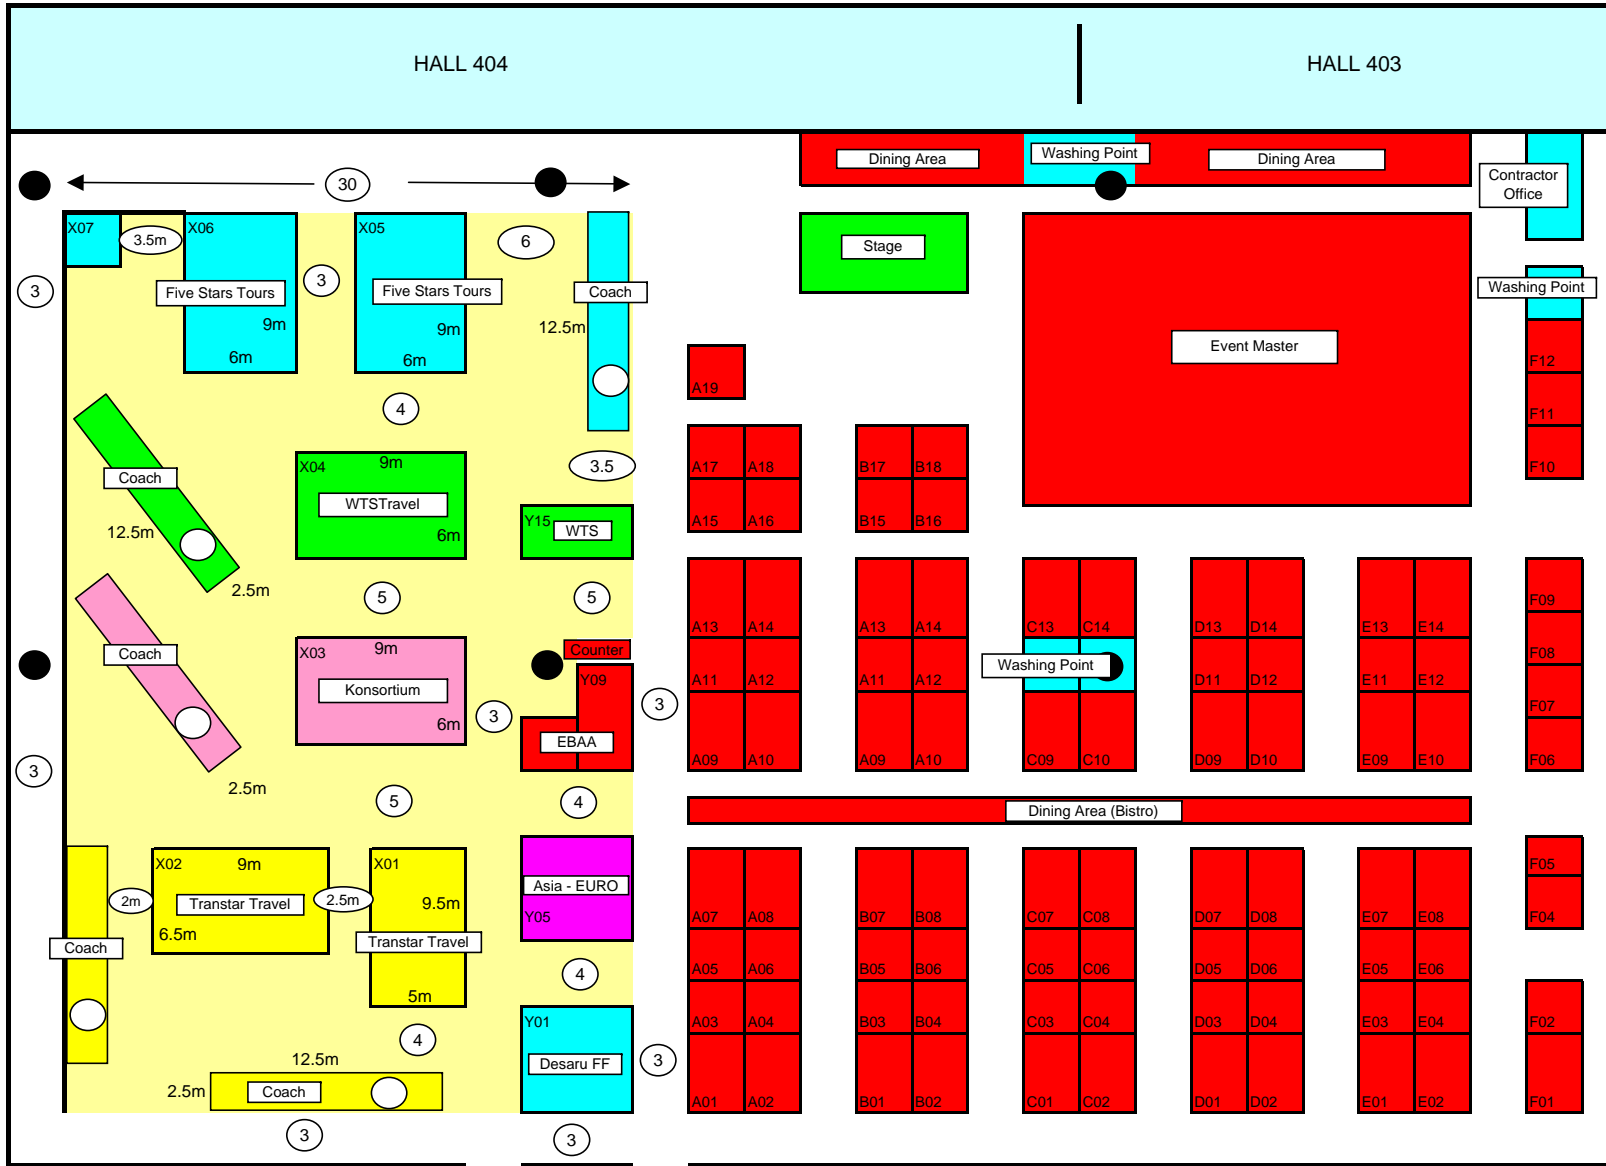 HALL 404
HALL 403
Dining Area
Washing Point
Dining Area
Contractor
Office
30
X07
3.5m
X06
X05
6
Stage
3
3
Five Stars Tours
Five Stars Tours
Coach
Washing Point
9m
9m
12.5m
6m
6m
Event Master
F12
A19
4
F11
X04
9m
3.5
A17
A18
B17
B18
F10
Coach
WTSTravel
12.5m
6m
Y15
WTS
A15
A16
B15
B16
2.5m
5
5
F09
A13
A14
A13
A14
C13
C14
D13
D14
E13
E14
Coach
X03
9m
Counter
F08
Washing Point
Y09
A11
A12
A11
A12
D11
D12
E11
E12
Konsortium
3
3
F07
6m
EBAA
A09
A10
A09
A10
C09
C10
D09
D10
E09
E10
F06
3
2.5m
5
4
Dining Area (Bistro)
X02
9m
X01
F05
2m
Transtar Travel
2.5m
9.5m
Asia - EURO
Y05
A07
A08
B07
B08
C07
C08
D07
D08
E07
E08
F04
6.5m
Coach
Transtar Travel
4
A05
A06
B05
B06
C05
C06
D05
D06
E05
E06
5m
Y01
A03
A04
B03
B04
C03
C04
D03
D04
E03
E04
F02
4
12.5m
Desaru FF
3
2.5m
Coach
A01
A02
B01
B02
C01
C02
D01
D02
E01
E02
F01
3
3